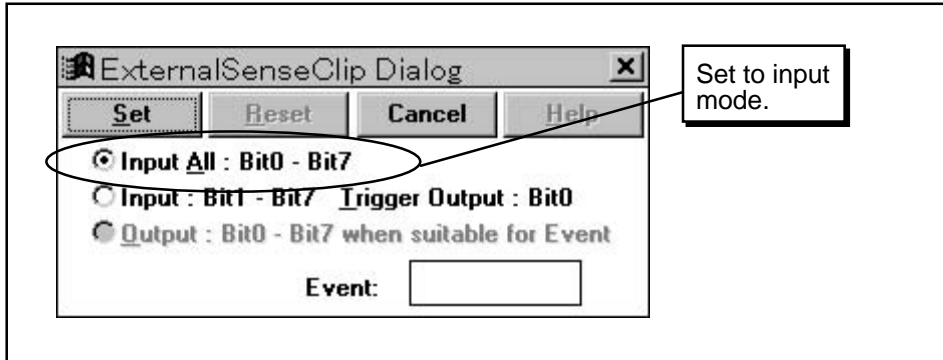 ExternalSenseClip Dialog
Set Reset Cancel Help
Input All : Bit0 - Bit7
Input : Bit1 - Bit7 Trigger Output : Bit0
Output : Bit0 - Bit7 when suitable for Event
Event:
Set to input
mode.